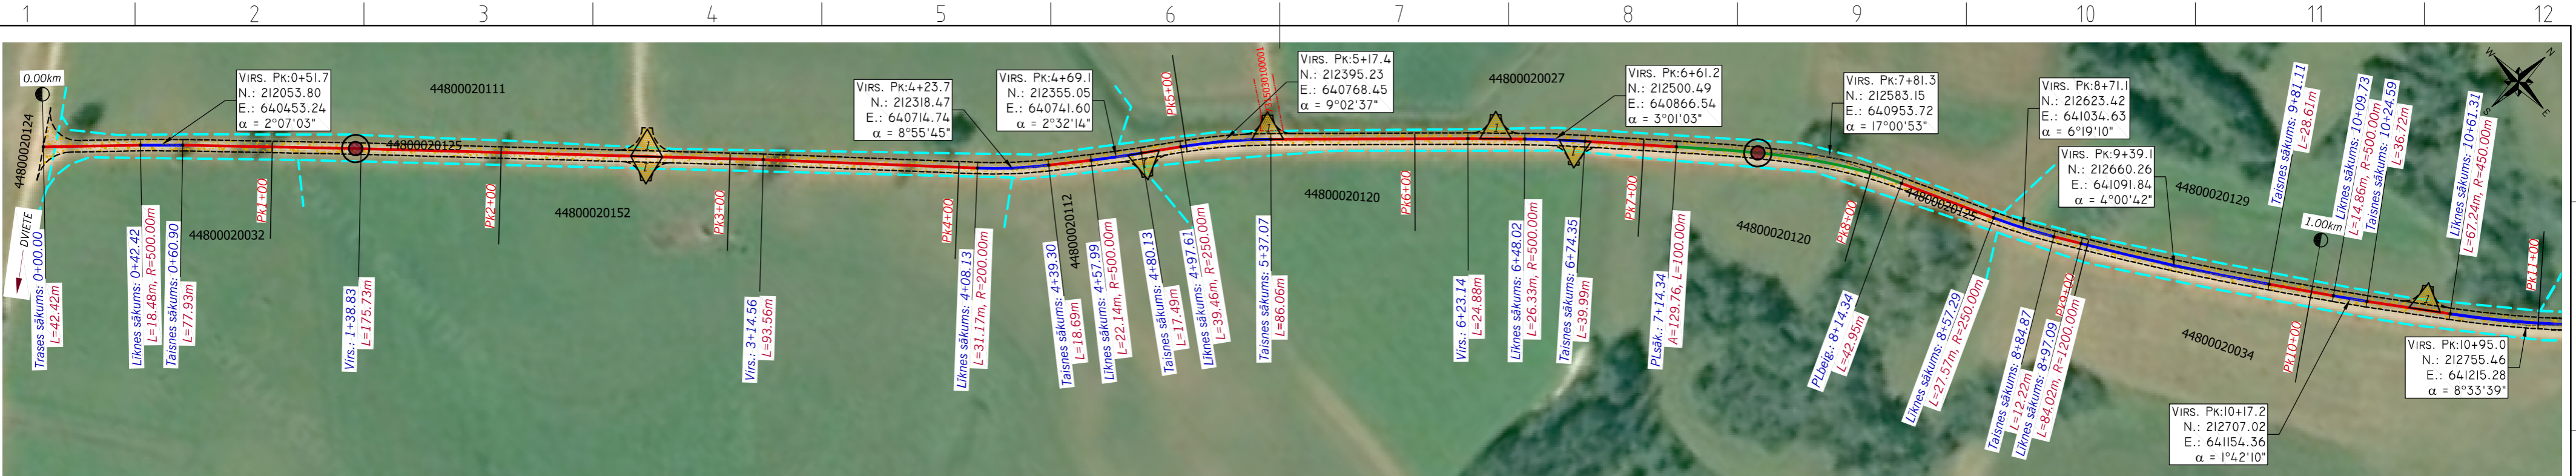 1 2 3 4 5 6 7 8 9 10 11 12
0.00km
44800020124
DVIETE
VIRS. Pk:0+51.7
N.: 212053.80
E.: 640453.24
α = 2°07'03"
44800020111
44800020125
44800020032
44800020152
VIRS. Pk:4+23.7
N.: 212318.47
E.: 640714.74
α = 8°55'45"
VIRS. Pk:4+69.1
N.: 212355.05
E.: 640741.60
α = 2°32'14"
VIRS. Pk:5+17.4
N.: 212395.23
E.: 640768.45
α = 9°02'37"
44800020027
44800020112
44800020120
VIRS. Pk:6+61.2
N.: 212500.49
E.: 640866.54
α = 3°01'03"
VIRS. Pk:7+81.3
N.: 212583.15
E.: 640953.72
α = 17°00'53"
VIRS. Pk:8+71.1
N.: 212623.42
E.: 641034.63
α = 6°19'10"
VIRS. Pk:9+39.1
N.: 212660.26
E.: 641091.84
α = 4°00'42"
44800020120
44800020125
44800020129
1.00km
44800020034
VIRS. Pk:10+17.2
N.: 212707.02
E.: 641154.36
α = 1°42'10"
VIRS. Pk:10+95.0
N.: 212755.46
E.: 641215.28
α = 8°33'39"
N
E
S
W
Pk1+00
Pk2+00
Pk3+00
Pk4+00
Pk5+00
Pk6+00
Pk7+00
Pk8+00
Pk9+00
Pk10+00
Pk11+00
Trases sākums: 0+00.00
L=42.42m
Līknes sākums: 0+42.42
L=18.48m, R=500.00m
Taisnes sākums: 0+60.90
L=77.93m
Virs.: 1+38.83
L=175.73m
Virs.: 3+14.56
L=93.56m
Līknes sākums: 4+08.13
L=31.17m, R=200.00m
Taisnes sākums: 4+39.30
L=18.69m
Līknes sākums: 4+57.99
L=22.14m, R=500.00m
Taisnes sākums: 4+80.13
L=17.49m
Līknes sākums: 4+97.61
L=39.46m, R=250.00m
Taisnes sākums: 5+37.07
L=86.06m
Virs.: 6+23.14
L=24.88m
Līknes sākums: 6+48.02
L=26.33m, R=500.00m
Taisnes sākums: 6+74.35
L=39.99m
PLsāk.: 7+14.34
A=129.76, L=100.00m
PLbeig.: 8+14.34
L=42.95m
Līknes sākums: 8+57.29
L=27.57m, R=250.00m
Taisnes sākums: 8+84.87
L=12.22m
Līknes sākums: 8+97.09
L=84.02m, R=1200.00m
Taisnes sākums: 9+81.11
L=28.61m
Līknes sākums: 10+09.73
L=14.86m, R=500.00m
Taisnes sākums: 10+24.59
L=36.72m
Līknes sākums: 10+61.31
L=67.24m, R=450.00m